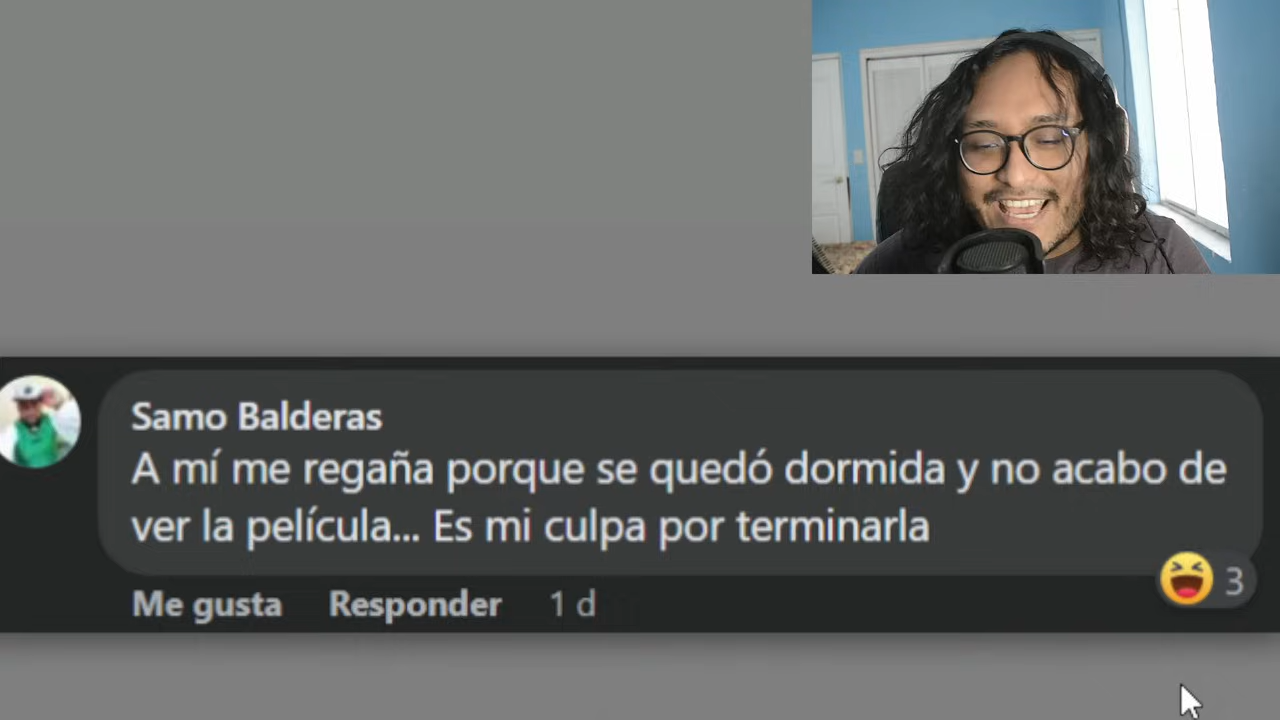 Samo Balderas
A mí me regaña porque se quedó dormida y no acabo de
ver la película... Es mi culpa por terminarla
Me gusta Responder 1 d
3